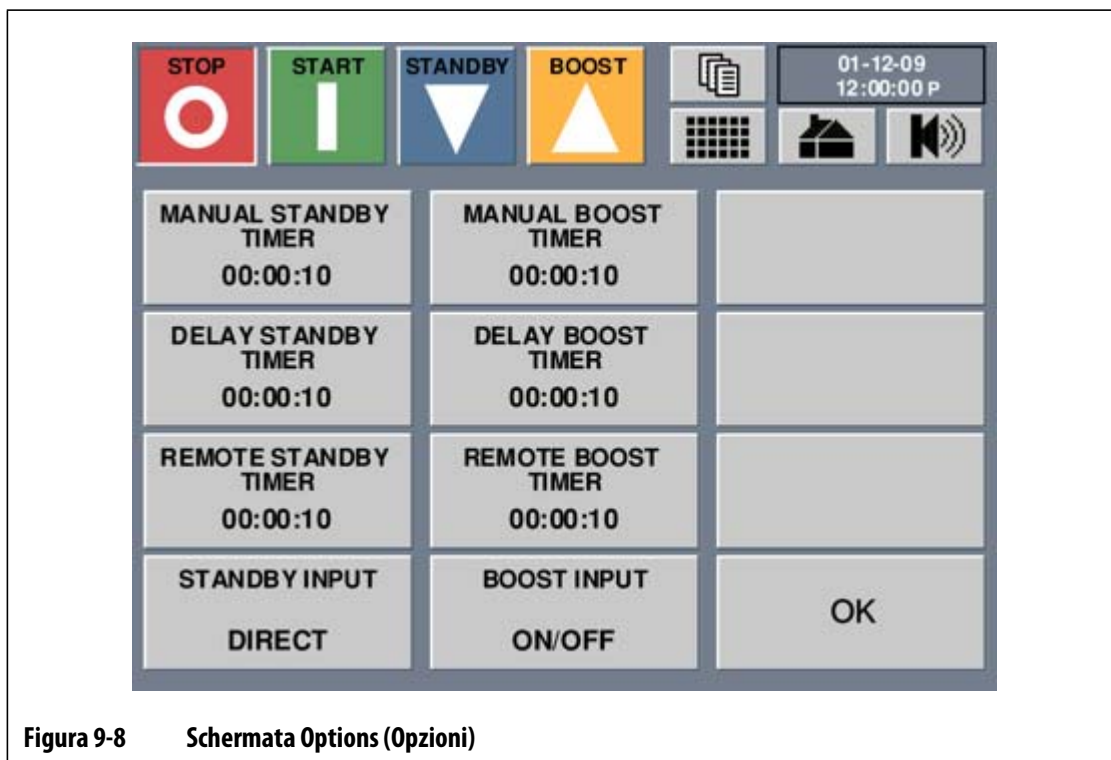 STOP START STANDBY BOOST
01-12-09
12:00:00 P
MANUAL STANDBY
TIMER
00:00:10
MANUAL BOOST
TIMER
00:00:10
DELAY STANDBY
TIMER
00:00:10
DELAY BOOST
TIMER
00:00:10
REMOTE STANDBY
TIMER
00:00:10
REMOTE BOOST
TIMER
00:00:10
STANDBY INPUT
DIRECT
BOOST INPUT
ON/OFF
OK
Figura 9-8 Schermata Options (Opzioni)